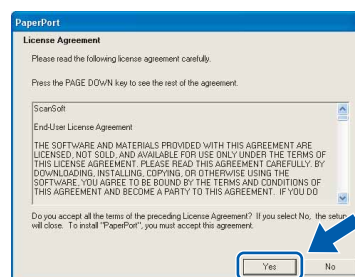 PaperPort
License Agreement
Please read the following license agreement carefully.
Press the PAGE DOWN key to see the rest of the agreement.
ScanSoft
End-User License Agreement
THE SOFTWARE AND MATERIALS PROVIDED WITH THIS AGREEMENT ARE
LICENSED, NOT SOLD, AND AVAILABLE FOR USE ONLY UNDER THE TERMS OF
THIS LICENSE AGREEMENT. PLEASE READ THIS AGREEMENT CAREFULLY. BY
DOWNLOADING, INSTALLING, COPYING, OR OTHERWISE USING THE
SOFTWARE, YOU AGREE TO BE BOUND BY THE TERMS AND CONDITIONS OF
THIS AGREEMENT AND BECOME A PARTY TO THIS AGREEMENT. IF YOU DO
Do you accept all the terms of the preceding License Agreement? If you select No, the setup
will close. To install "PaperPort", you must accept this agreement.
Yes
No